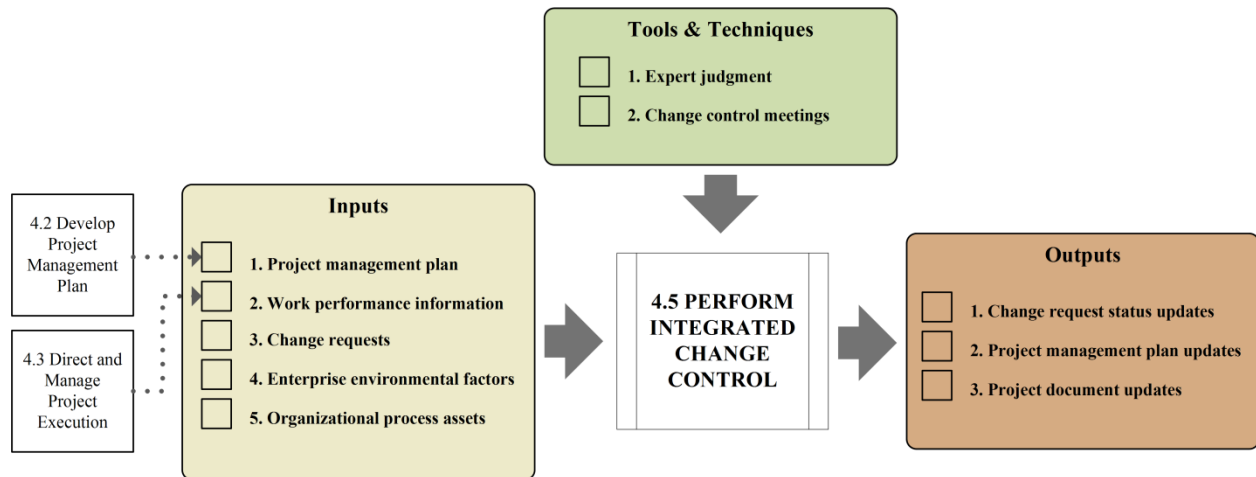 Tools & Techniques
1. Expert judgment
2. Change control meetings
4.2 Develop
Project
Management
Plan
4.3 Direct and
Manage
Project
Execution
Inputs
1. Project management plan
2. Work performance information
3. Change requests
4. Enterprise environmental factors
5. Organizational process assets
4.5 PERFORM
INTEGRATED
CHANGE
CONTROL
Outputs
1. Change request status updates
2. Project management plan updates
3. Project document updates